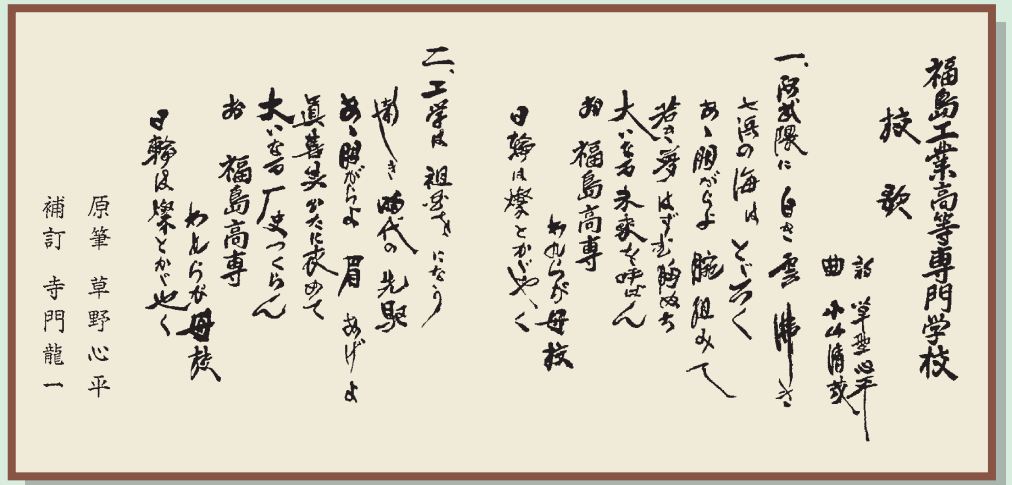 福島工業高等専門学校
校歌
詞 草野心平
曲 小山清茂
一、阿武隈に 白き雲 沸き
七浜の海は とどろく
あゝ朋がらよ 腕組みて
若き夢 はずむ胸ぬち
大いなる 未来を呼ばん
お 福島高専
われらが母校
日輪は燦とかがやく
二、工学は 祖国を になう
新しき 時代の 先駆
あゝ朋がらよ 眉 あげよ
眞善美 かたに求めて
大いなる 歴史つくらん
お 福島高専
われらが母校
日輪は燦とかがやく
原筆 草野心平
補訂 寺門龍一